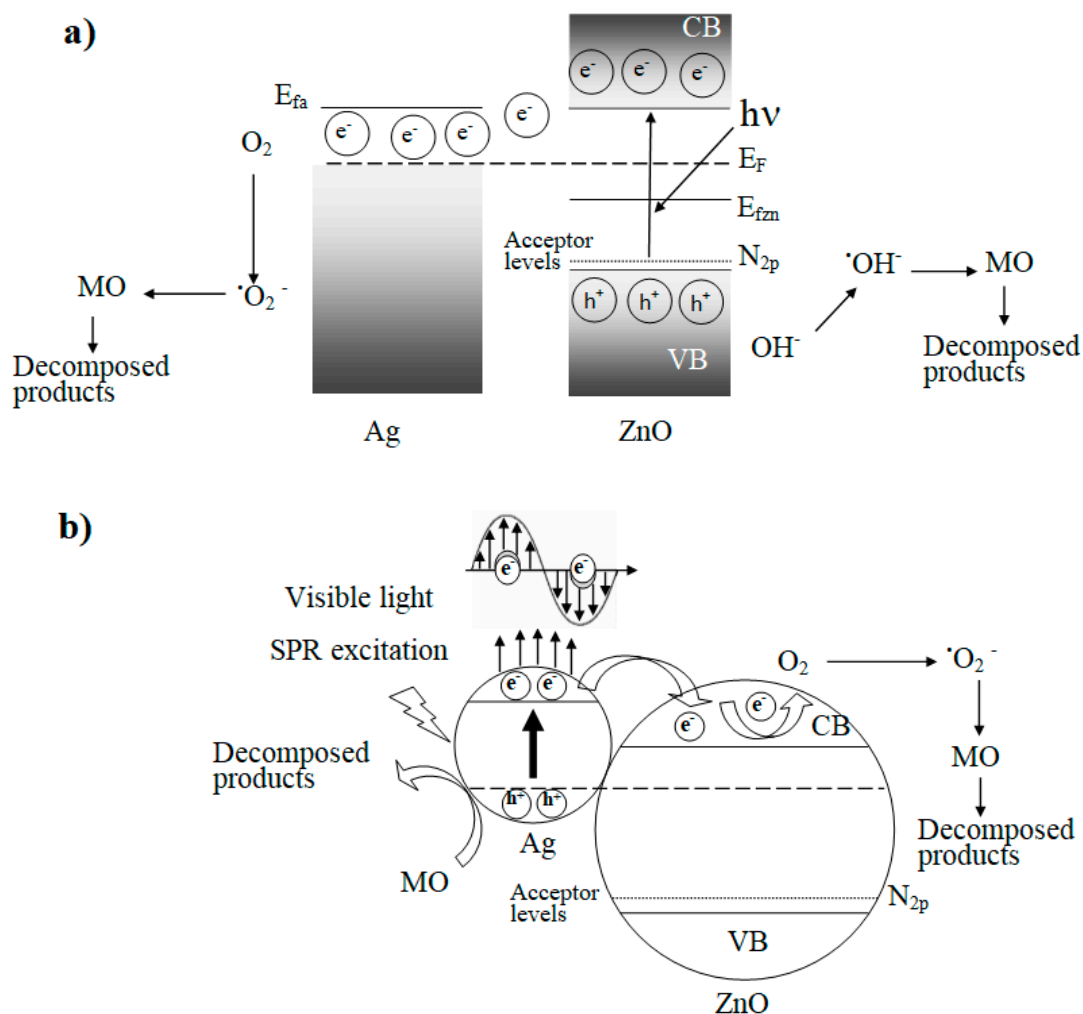 a)
CB
e⁻ e⁻ e⁻
E_fa
e⁻
e⁻ e⁻ e⁻
hν
O₂
E_F
E_fzn
Acceptor
levels
N₂p
•OH⁻
MO
MO
•O₂⁻
h⁺ h⁺ h⁺
OH⁻
VB
Decomposed
products
Decomposed
products
Ag
ZnO
b)
e⁻ e⁻
Visible light
SPR excitation
O₂
•O₂⁻
e⁻ e⁻
e⁻
e⁻
CB
Decomposed
products
MO
h⁺ h⁺
Ag
Decomposed
products
MO
Acceptor
levels
N₂p
VB
ZnO